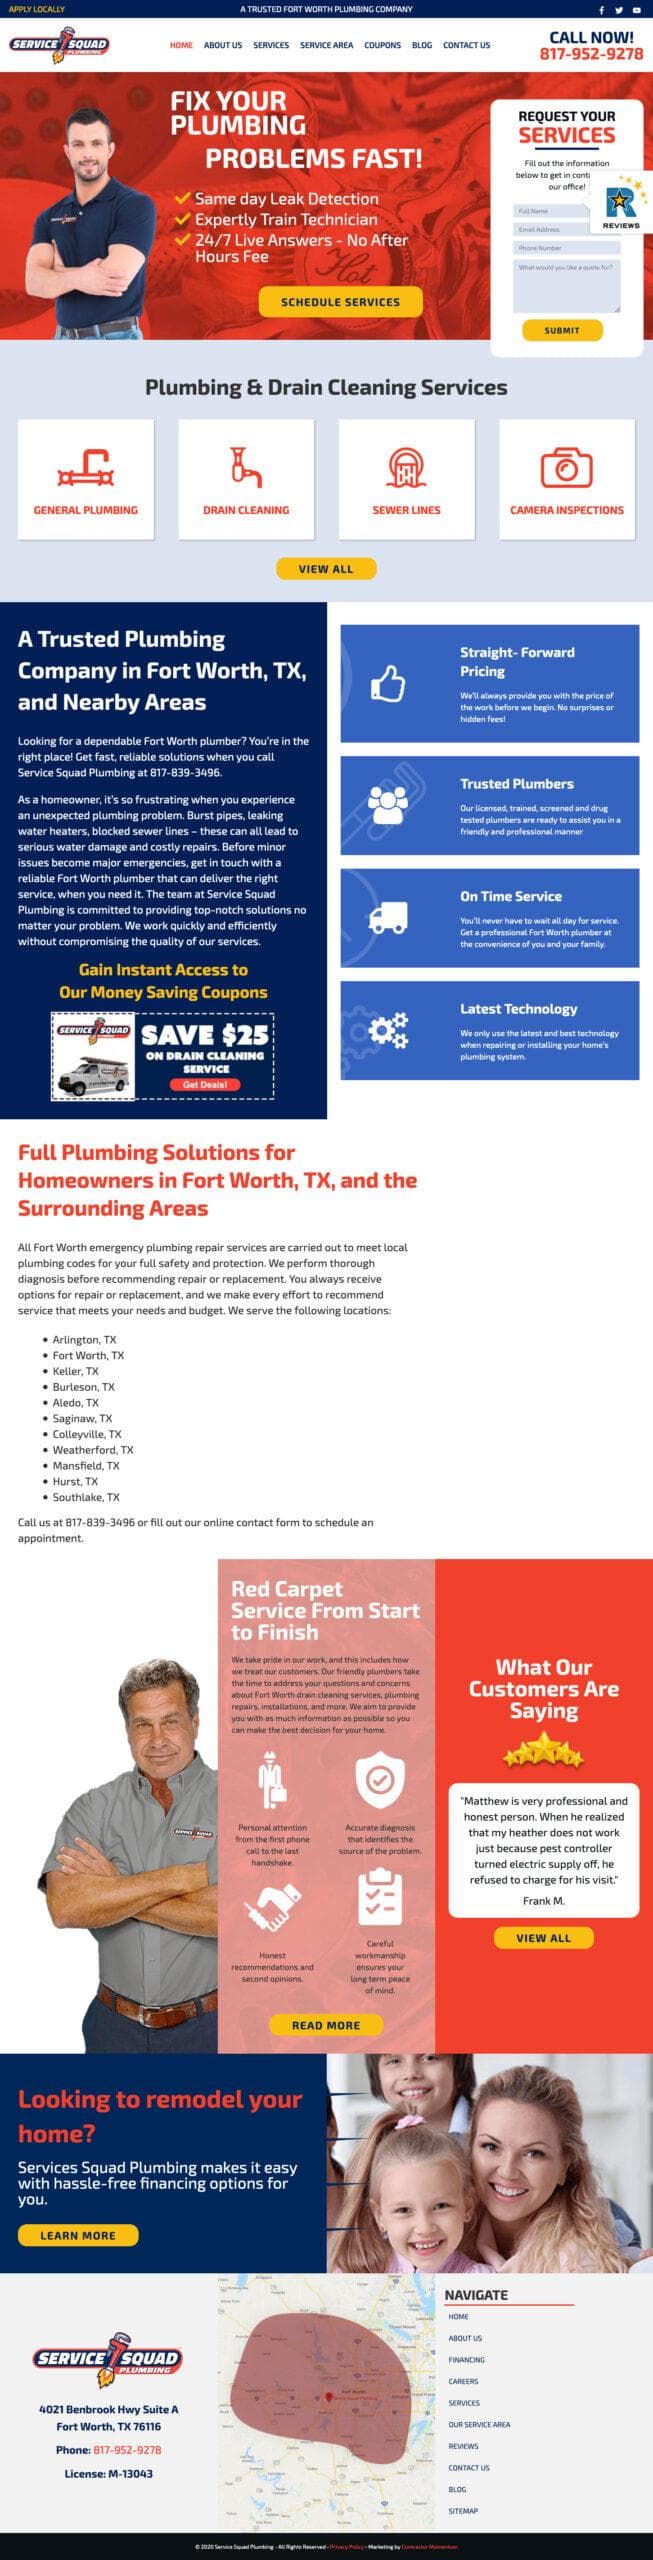 APPLY LOCALLY
A TRUSTED FORT WORTH PLUMBING COMPANY
SERVICE SQUAD
PLUMBING
HOME ABOUT US SERVICES SERVICE AREA COUPONS BLOG CONTACT US
CALL NOW!
817-952-9278
FIX YOUR
PLUMBING
PROBLEMS FAST!
Same day Leak Detection
Expertly Train Technician
24/7 Live Answers - No After
Hours Fee
Hot
SCHEDULE SERVICES
REQUEST YOUR
SERVICES
Fill out the information
below to get in conta
our office!
Full Name
Email Address
Phone Number
What would you like a quote for?
SUBMIT
R
REVIEWS
Plumbing & Drain Cleaning Services
GENERAL PLUMBING
DRAIN CLEANING
SEWER LINES
CAMERA INSPECTIONS
VIEW ALL
A Trusted Plumbing
Company in Fort Worth, TX,
and Nearby Areas
Looking for a dependable Fort Worth plumber? You're in the
right place! Get fast, reliable solutions when you call
Service Squad Plumbing at 817-839-3496.
As a homeowner, it's so frustrating when you experience
an unexpected plumbing problem. Burst pipes, leaking
water heaters, blocked sewer lines – these can all lead to
serious water damage and costly repairs. Before minor
issues become major emergencies, get in touch with a
reliable Fort Worth plumber that can deliver the right
service, when you need it. The team at Service Squad
Plumbing is committed to providing top-notch solutions no
matter your problem. We work quickly and efficiently
without compromising the quality of our services.
Gain Instant Access to
Our Money Saving Coupons
SERVICE SQUAD
SAVE $25
ON DRAIN CLEANING
SERVICE
Get Deals!
Straight- Forward
Pricing
We'll always provide you with the price of
the work before we begin. No surprises or
hidden fees!
Trusted Plumbers
Our licensed, trained, screened and drug
tested plumbers are ready to assist you in a
friendly and professional manner
On Time Service
You'll never have to wait all day for service.
Get a professional Fort Worth plumber at
the convenience of you and your family.
Latest Technology
We only use the latest and best technology
when repairing or installing your home's
plumbing system.
Full Plumbing Solutions for
Homeowners in Fort Worth, TX, and the
Surrounding Areas
All Fort Worth emergency plumbing repair services are carried out to meet local
plumbing codes for your full safety and protection. We perform thorough
diagnosis before recommending repair or replacement. You always receive
options for repair or replacement, and we make every effort to recommend
service that meets your needs and budget. We serve the following locations:
Arlington, TX
Fort Worth, TX
Keller, TX
Burleson, TX
Aledo, TX
Saginaw, TX
Colleyville, TX
Weatherford, TX
Mansfield, TX
Hurst, TX
Southlake, TX
Call us at 817-839-3496 or fill out our online contact form to schedule an
appointment.
SERVICE SQUAD
Red Carpet
Service From Start
to Finish
We take pride in our work, and this includes how
we treat our customers. Our friendly plumbers take
the time to address your questions and concerns
about Fort Worth drain cleaning services, plumbing
repairs, installations, and more. We aim to provide
you with as much information as possible so you
can make the best decision for your home.
Personal attention
from the first phone
call to the last
handshake.
Accurate diagnosis
that identifies the
source of the problem.
Honest
recommendations and
second opinions.
Careful
workmanship
ensures your
long term peace
of mind.
READ MORE
What Our
Customers Are
Saying
"Matthew is very professional and
honest person. When he realized
that my heather does not work
just because pest controller
turned electric supply off, he
refused to charge for his visit."
Frank M.
VIEW ALL
Looking to remodel your
home?
Services Squad Plumbing makes it easy
with hassle-free financing options for
you.
LEARN MORE
SERVICE SQUAD
PLUMBING
4021 Benbrook Hwy Suite A
Fort Worth, TX 76116
Phone: 817-952-9278
License: M-13043
Fort Worth
NAVIGATE
HOME
ABOUT US
FINANCING
CAREERS
SERVICES
OUR SERVICE AREA
REVIEWS
CONTACT US
BLOG
SITEMAP
© 2020 Service Squad Plumbing - All Rights Reserved - Privacy Policy - Marketing by Contractor Momentum